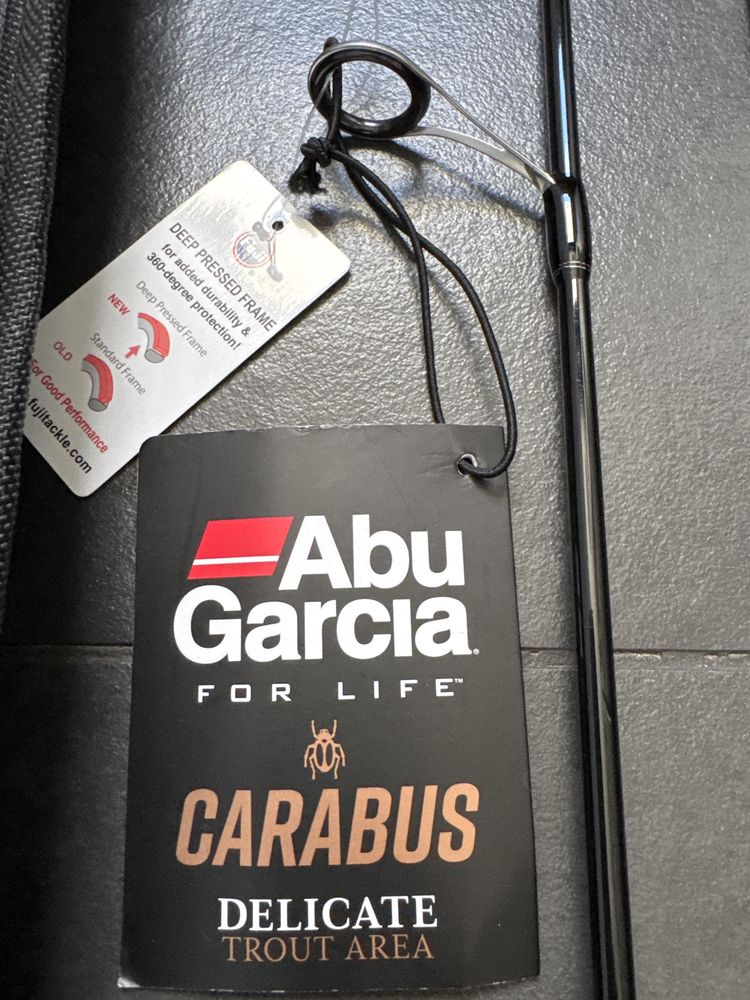 DEEP PRESSED FRAME
for added durability &
360-degree protection!
NEW
Deep Pressed Frame
Standard Frame
OLD
For Good Performance
fujitackle.com
Abu
Garcia
FOR LIFE™
CARABUS
DELICATE
TROUT AREA